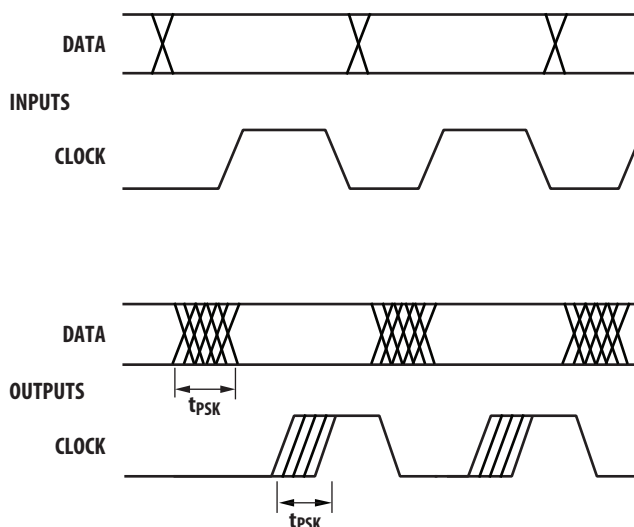 DATA
INPUTS
CLOCK
DATA
tPSK
OUTPUTS
CLOCK
tPSK